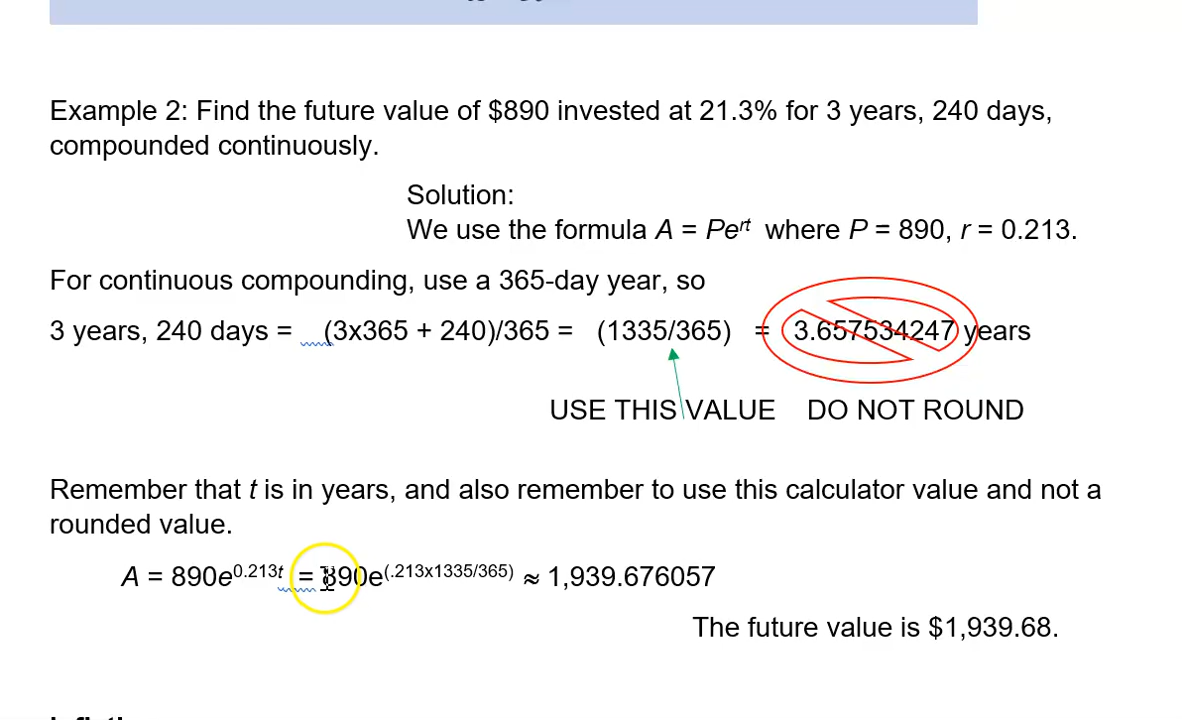 Example 2: Find the future value of $890 invested at 21.3% for 3 years, 240 days,
compounded continuously.
Solution:
We use the formula A = Pe^rt where P = 890, r = 0.213.
For continuous compounding, use a 365-day year, so
3 years, 240 days = (3x365 + 240)/365 = (1335/365) = 3.657534247 years
USE THIS VALUE DO NOT ROUND
Remember that t is in years, and also remember to use this calculator value and not a
rounded value.
A = 890e^0.213t = 890e^(.213x1335/365) ≈ 1,939.676057
The future value is $1,939.68.